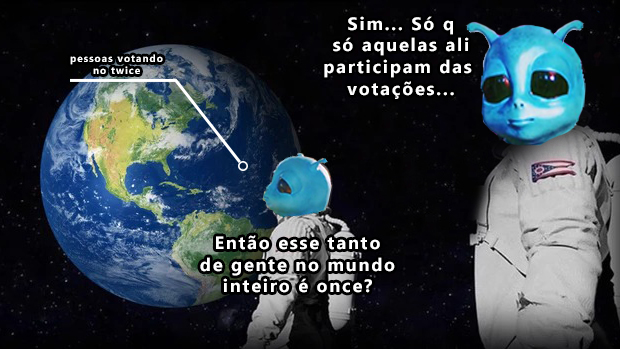 pessoas votando
no twice
Sim... Só q
só aquelas ali
participam das
votações...
Então esse tanto
de gente no mundo
inteiro é once?